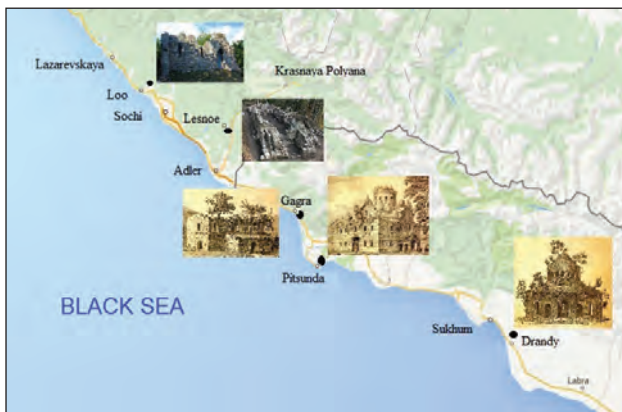 Lazarevskaya
Krasnaya Polyana
Loo
Sochi
Lesnoe
Adler
Gagra
Pitsunda
BLACK SEA
Sukhum
Drandy
Labra